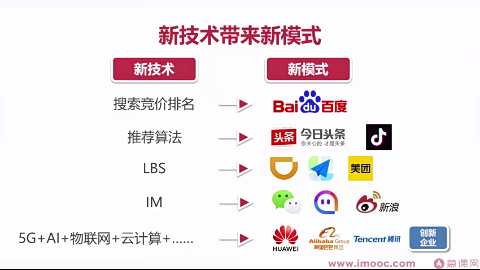 新技术带来新模式
新技术 新模式
搜索竞价排名 Bai du 百度
推荐算法 头条 今日头条
你关心的 才是头条
LBS 美团
IM 新浪
5G+AI+物联网+云计算+…… HUAWEI Alibaba Group 阿里巴巴集团 Tencent 腾讯 创新
企业
www.imooc.com 慕课网